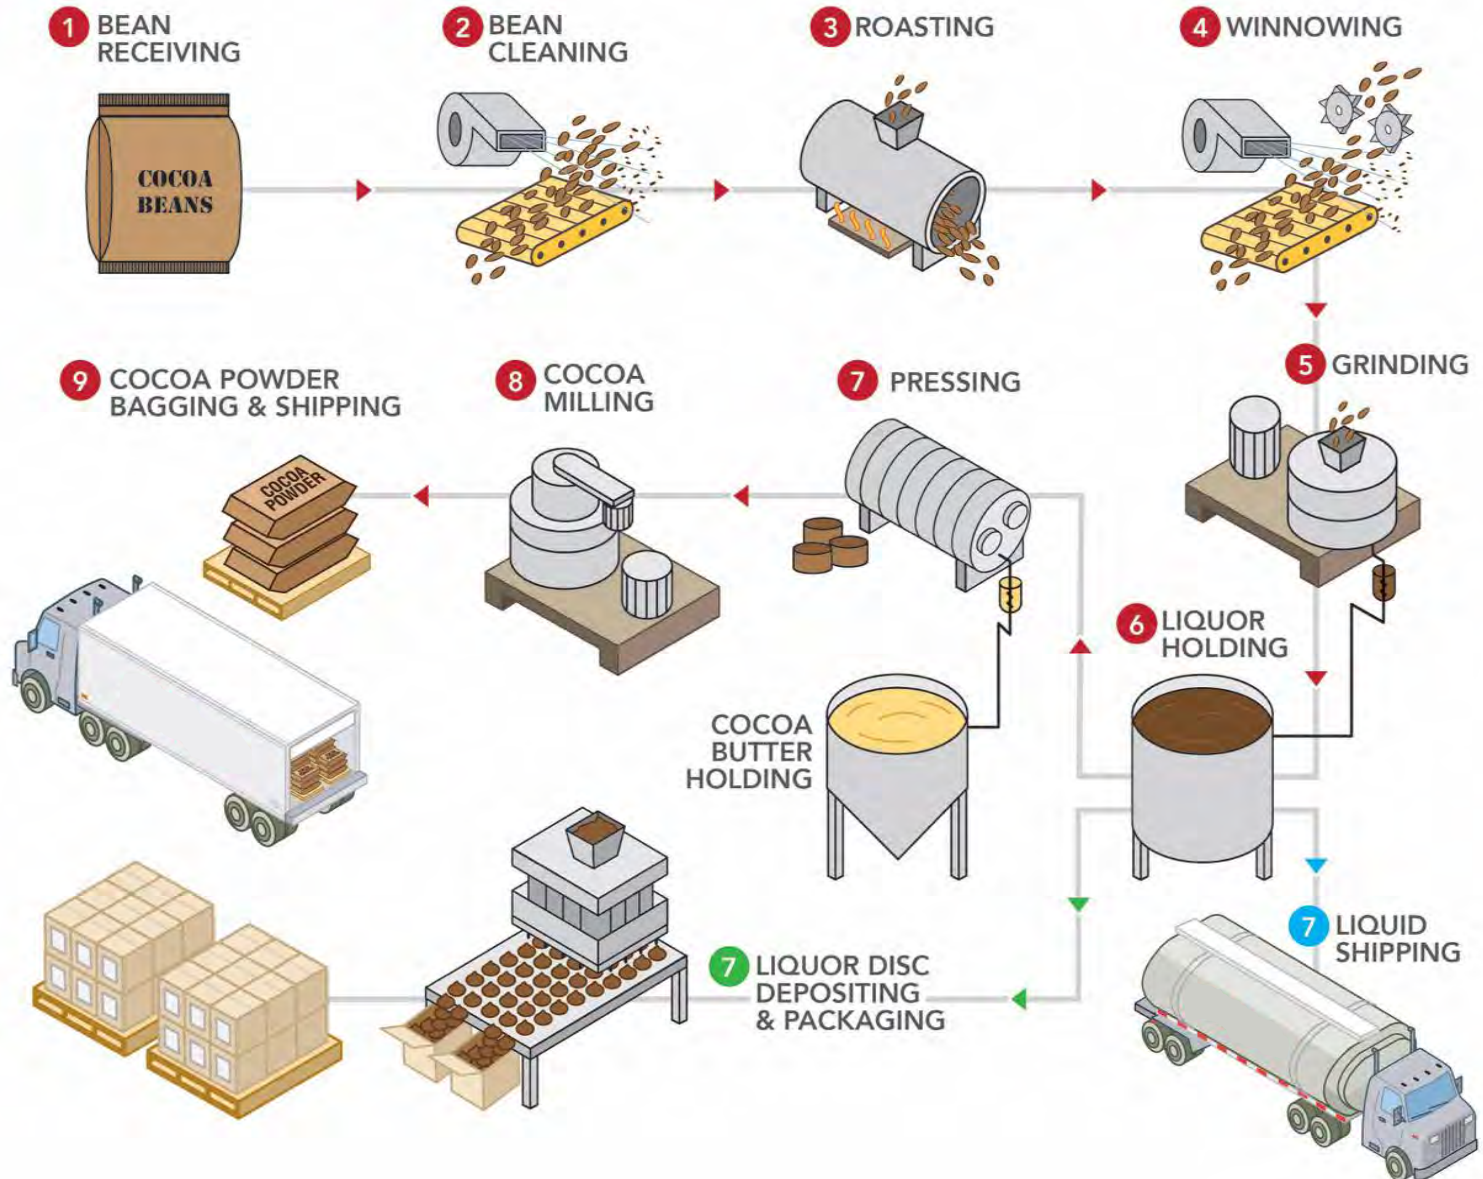 1 BEAN
RECEIVING
2 BEAN
CLEANING
3 ROASTING
4 WINNOWING
COCOA
BEANS
5 GRINDING
6 LIQUOR
HOLDING
7 PRESSING
COCOA
BUTTER
HOLDING
8 COCOA
MILLING
9 COCOA POWDER
BAGGING & SHIPPING
COCOA
POWDER
7 LIQUOR DISC
DEPOSITING
& PACKAGING
7 LIQUID
SHIPPING